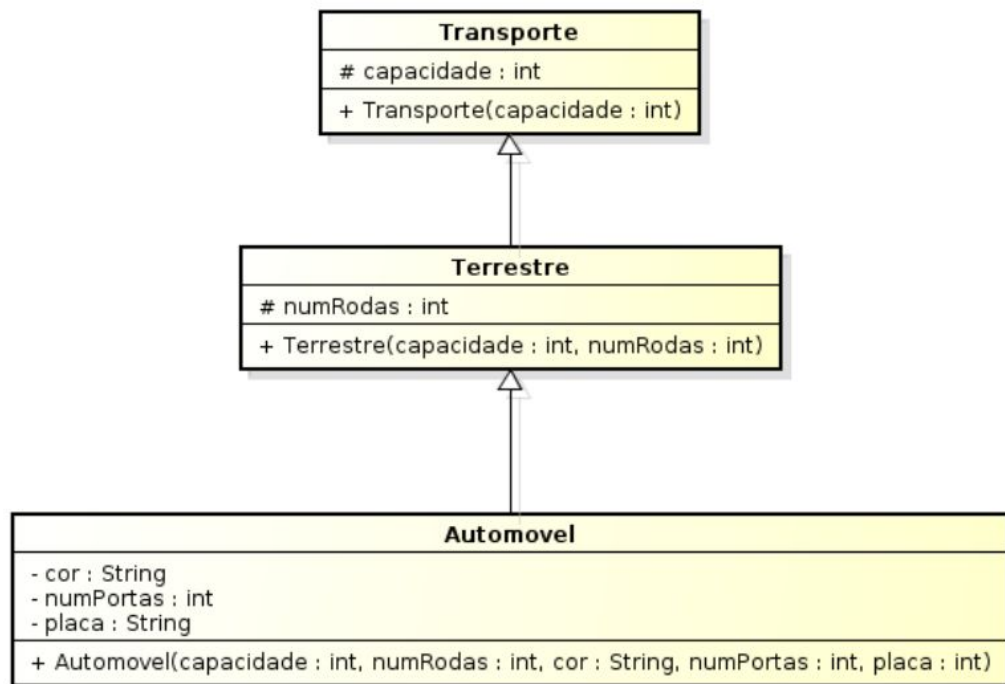 Transporte
# capacidade : int
+ Transporte(capacidade : int)
Terrestre
# numRodas : int
+ Terrestre(capacidade : int, numRodas : int)
Automovel
- cor : String
- numPortas : int
- placa : String
+ Automovel(capacidade : int, numRodas : int, cor : String, numPortas : int, placa : int)